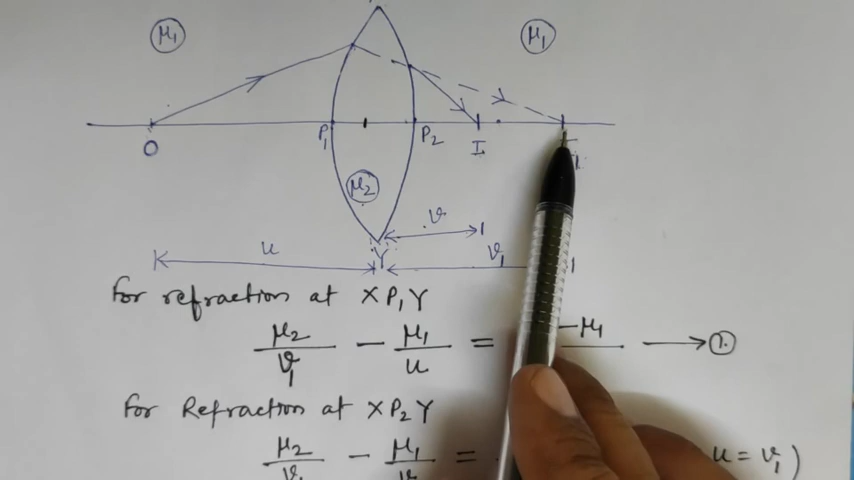 μ1 μ1
O P1 P2 I I1
μ2
u Y v v1
For refraction at XP1Y
μ2/v1 - μ1/u = -μ1 → 1.
For Refraction at XP2Y
μ2 - μ1 = u = v1)